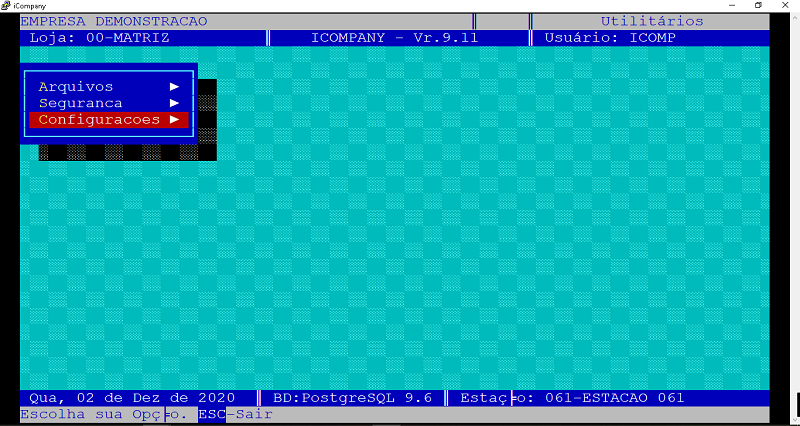 iCompany
EMPRESA DEMONSTRACAO Utilitários
Loja: 00-MATRIZ ICOMPANY - Vr.9.11 Usuário: ICOMP
Arquivos ►
Seguranca ►
Configuracoes ►
Qua, 02 de Dez de 2020 BD:PostgreSQL 9.6 Estaç╞o: 061-ESTACAO 061
Escolha sua Opç╞o. ESC-Sair